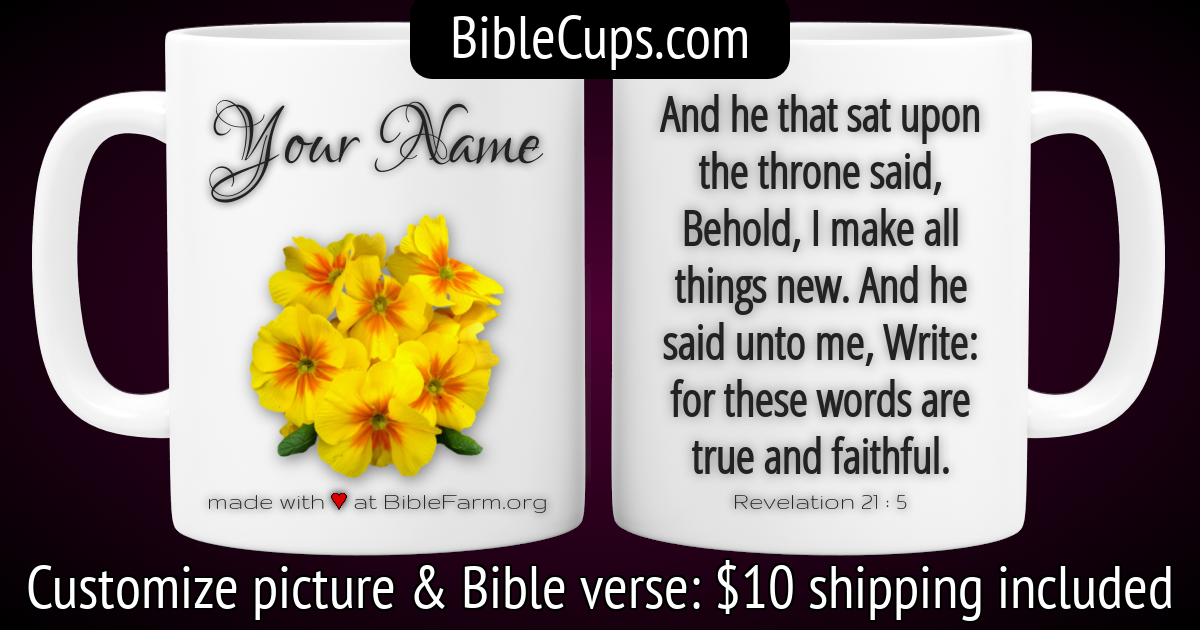 BibleCups.com
Your Name
made with ♥ at BibleFarm.org
And he that sat upon
the throne said,
Behold, I make all
things new. And he
said unto me, Write:
for these words are
true and faithful.
Revelation 21 : 5
Customize picture & Bible verse: $10 shipping included